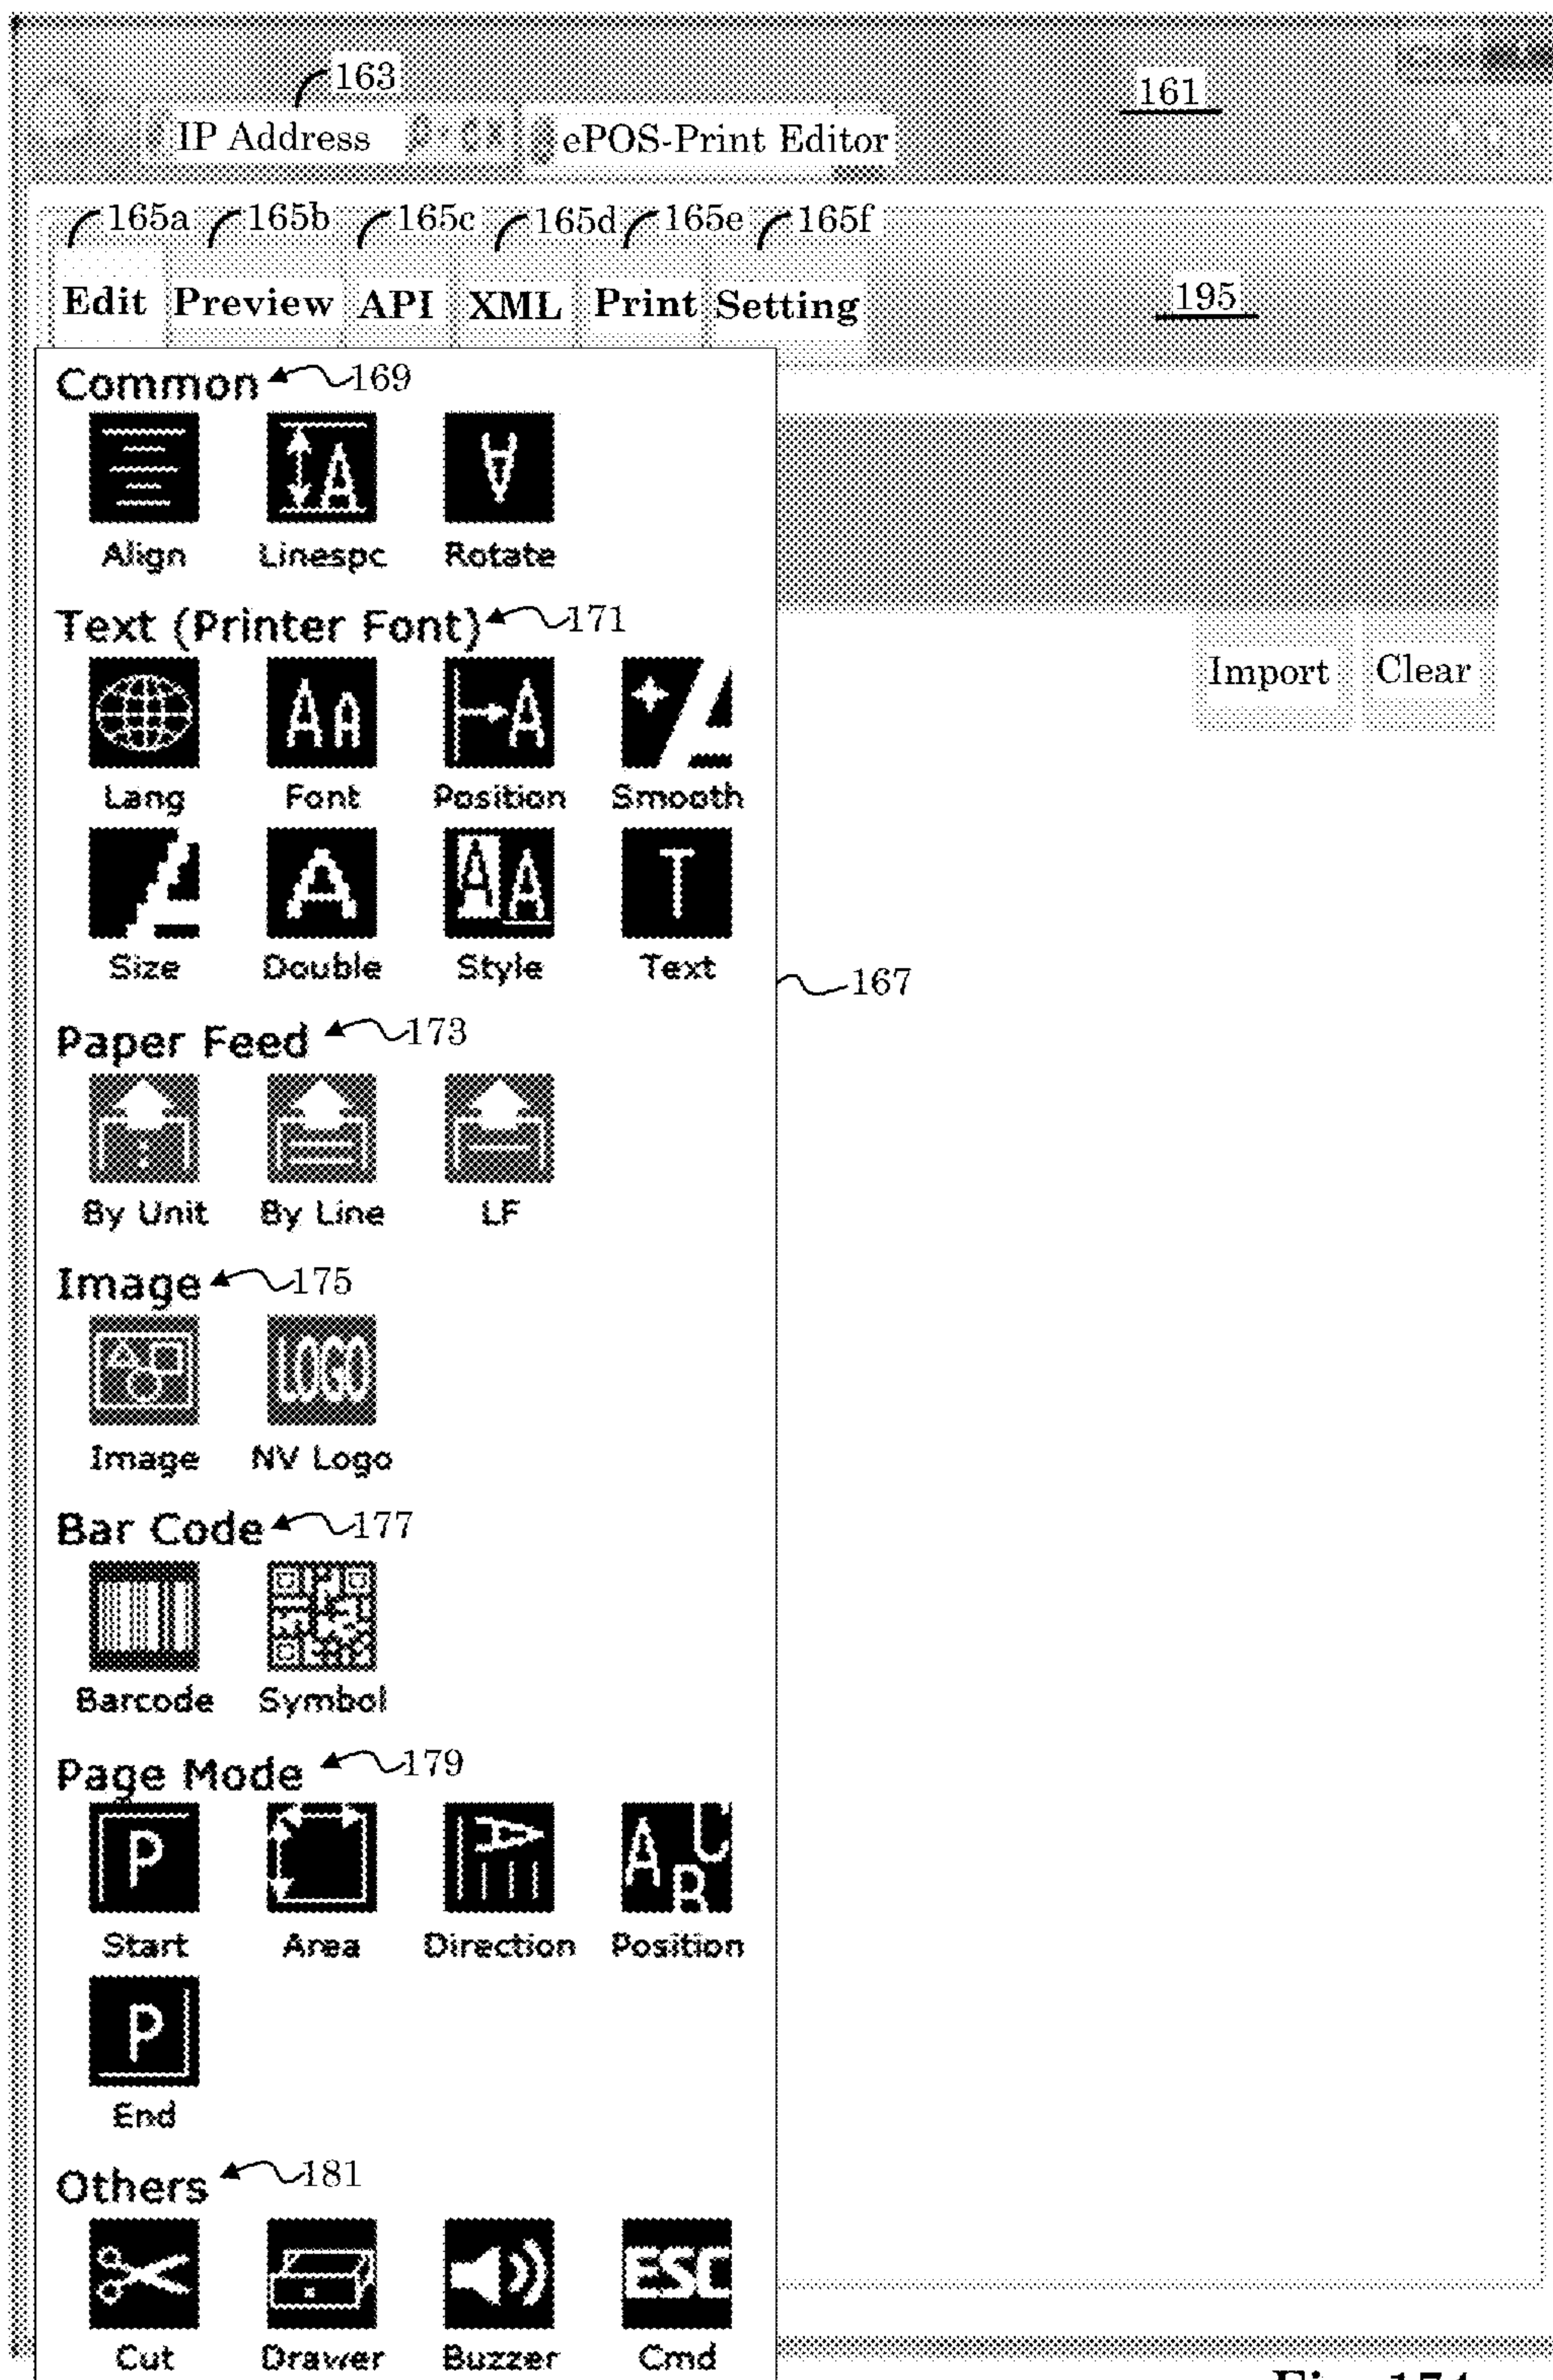 163
161
IP Address
ePOS-Print Editor
165a 165b 165c 165d 165e 165f
Edit Preview API XML Print Setting
195
Common 169
Align Linespc Rotate
Text (Printer Font) 171
Import Clear
Lang Font Position Smooth
Size Double Style Text
167
Paper Feed 173
By Unit By Line LF
Image 175
LOGO
Image NV Logo
Bar Code 177
Barcode Symbol
Page Mode 179
P A B C
Start Area Direction Position
P
End
Others 181
ESC
Cut Drawer Buzzer Cmd